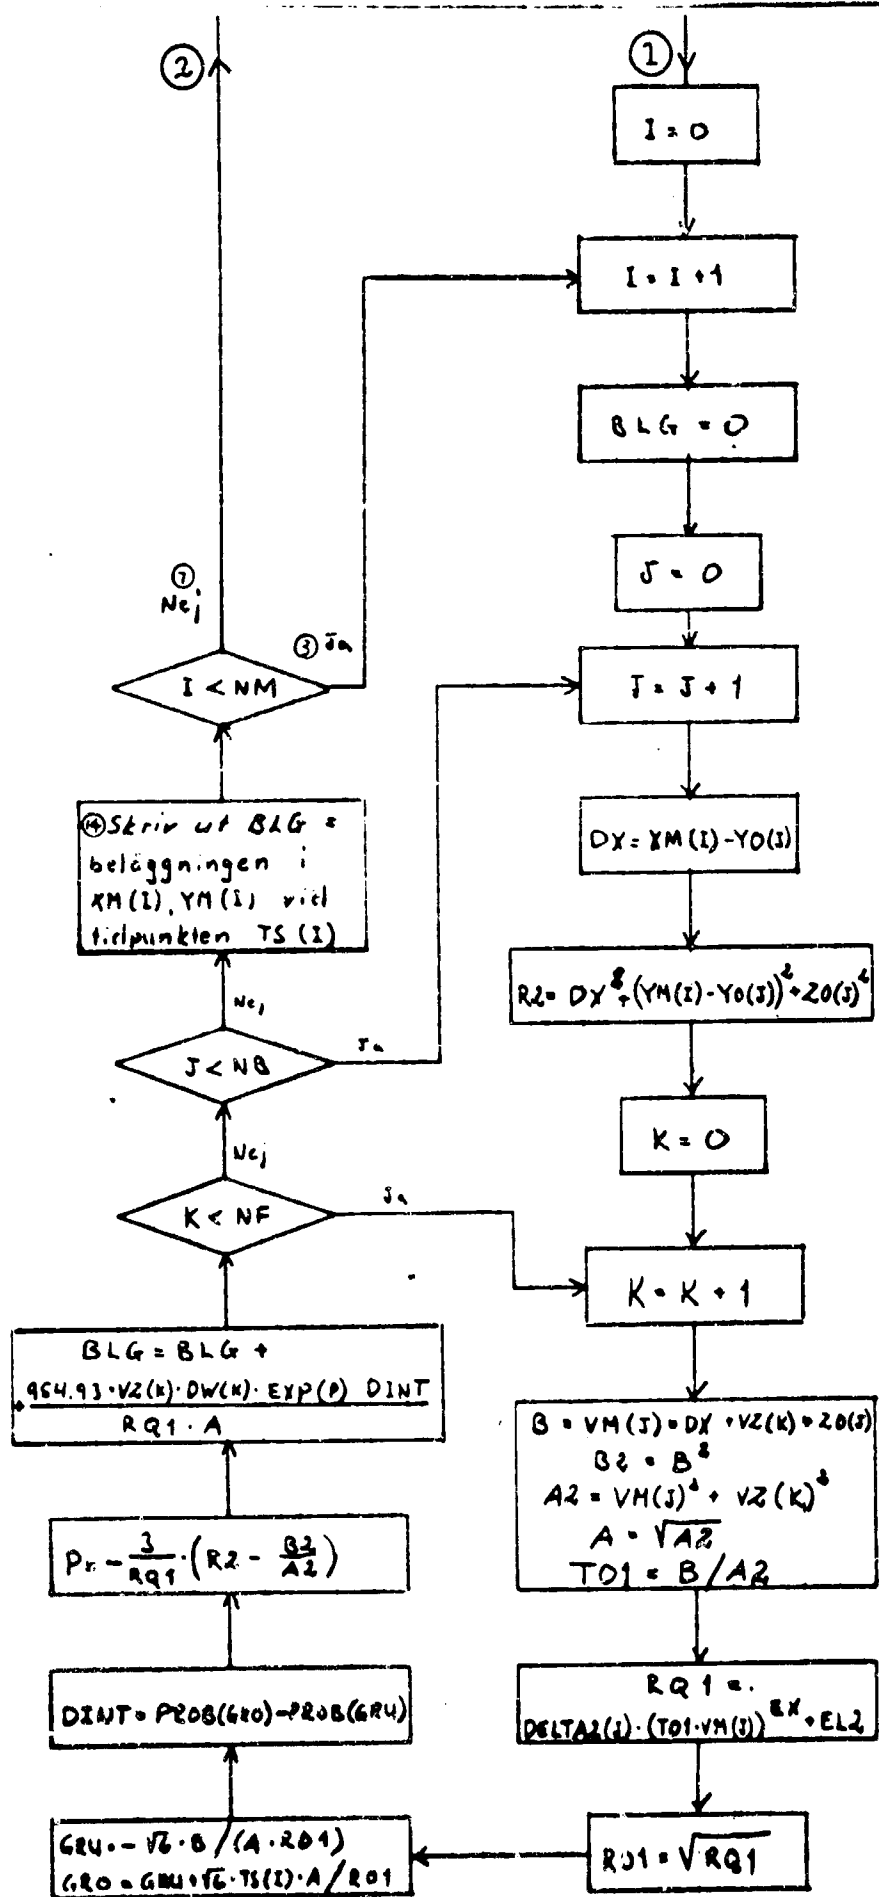 ①
I = 0
I = I + 1
BLG = 0
J = 0
J = J + 1
DX = XM(I) - YO(J)
R2 = DX² + (YM(I) - YO(J))² + ZO(J)²
K = 0
K = K + 1
B = VM(J) * DX + VZ(K) * ZO(J)
B2 = B²
A2 = VM(J)² + VZ(K)²
A = √A2
TO1 = B / A2
RQ1 =
DELTA2(J) · (TO1 · VM(J))^EX + EL2
RO1 = √RQ1
GRU = - √6 · B / (A · RO1)
GRO = GRU + √6 · TS(I) · A / RO1
DINT = PROB(GRO) - PROB(GRU)
P = - 3/RQ1 · (R2 - B2/A2)
BLG = BLG +
+ 954.93 · VZ(K) · DW(K) · EXP(P) DINT
RQ1 · A
K < NF
Ja
Nej
J < NB
Ja
Nej
⑭ Skriv ut BLG =
beläggningen i
XM(I), YM(I) vid
tidpunkten TS(I)
I < NM
③ Ja
⑦
Nej
②